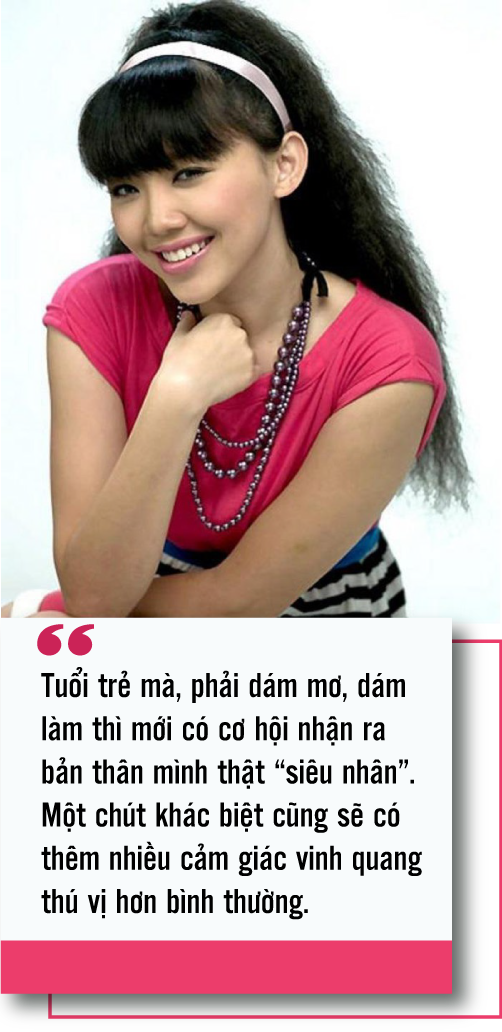 “
Tuổi trẻ mà, phải dám mơ, dám
làm thì mới có cơ hội nhận ra
bản thân mình thật “siêu nhân”.
Một chút khác biệt cũng sẽ có
thêm nhiều cảm giác vinh quang
thú vị hơn bình thường.